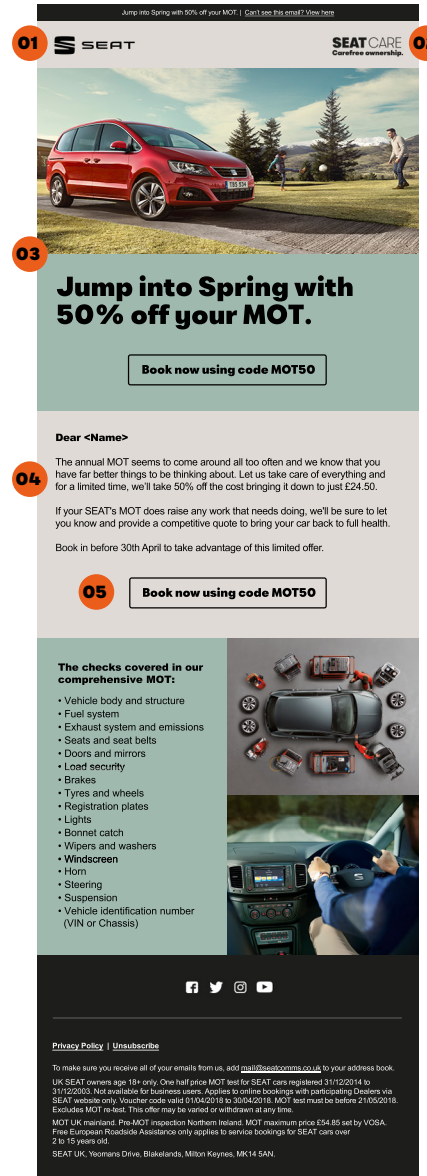 Jump into Spring with 50% off your MOT. | Can't see this email? View here
01
SEAT
SEAT CARE
Carefree ownership.
TB5 534
03
Jump into Spring with
50% off your MOT.
Book now using code MOT50
Dear <Name>
04
The annual MOT seems to come around all too often and we know that you
have far better things to be thinking about. Let us take care of everything and
for a limited time, we'll take 50% off the cost bringing it down to just £24.50.
If your SEAT's MOT does raise any work that needs doing, we'll be sure to let
you know and provide a competitive quote to bring your car back to full health.
Book in before 30th April to take advantage of this limited offer.
05
Book now using code MOT50
The checks covered in our
comprehensive MOT:
• Vehicle body and structure
• Fuel system
• Exhaust system and emissions
• Seats and seat belts
• Doors and mirrors
• Load security
• Brakes
• Tyres and wheels
• Registration plates
• Lights
• Bonnet catch
• Wipers and washers
• Windscreen
• Horn
• Steering
• Suspension
• Vehicle identification number
(VIN or Chassis)
Privacy Policy | Unsubscribe
To make sure you receive all of your emails from us, add mail@seatcomms.co.uk to your address book.
UK SEAT owners age 18+ only. One half price MOT test for SEAT cars registered 31/12/2014 to
31/12/2003. Not available for business users. Applies to online bookings with participating Dealers via
SEAT website only. Voucher code valid 01/04/2018 to 30/04/2018. MOT test must be before 21/05/2018.
Excludes MOT re-test. This offer may be varied or withdrawn at any time.
MOT UK mainland. Pre-MOT inspection Northern Ireland. MOT maximum price £54.85 set by VOSA.
Free European Roadside Assistance only applies to service bookings for SEAT cars over
2 to 15 years old.
SEAT UK, Yeomans Drive, Blakelands, Milton Keynes, MK14 5AN.